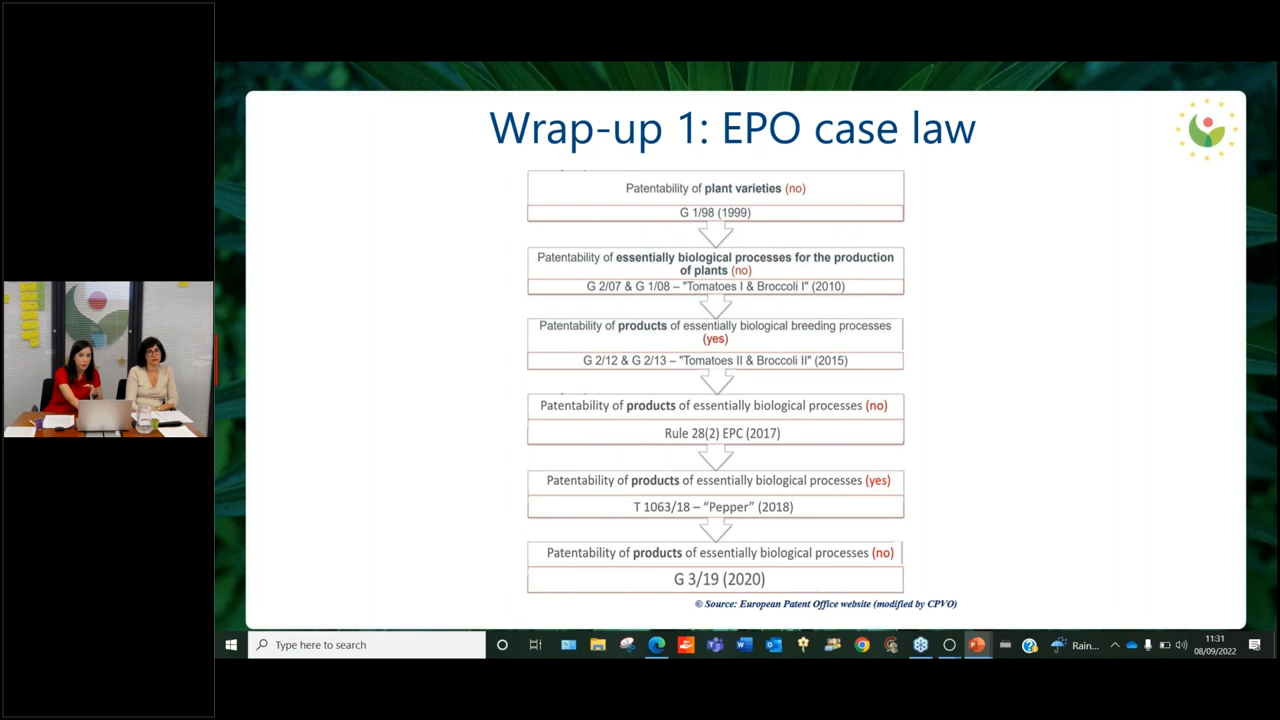 Wrap-up 1: EPO case law
Patentability of plant varieties (no)
G 1/98 (1999)
Patentability of essentially biological processes for the production
of plants (no)
G 2/07 & G 1/08 – "Tomatoes I & Broccoli I" (2010)
Patentability of products of essentially biological breeding processes
(yes)
G 2/12 & G 2/13 – "Tomatoes II & Broccoli II" (2015)
Patentability of products of essentially biological processes (no)
Rule 28(2) EPC (2017)
Patentability of products of essentially biological processes (yes)
T 1063/18 – “Pepper” (2018)
Patentability of products of essentially biological processes (no)
G 3/19 (2020)
© Source: European Patent Office website (modified by CPVO)
Type here to search
Rain...
11:31
08/09/2022